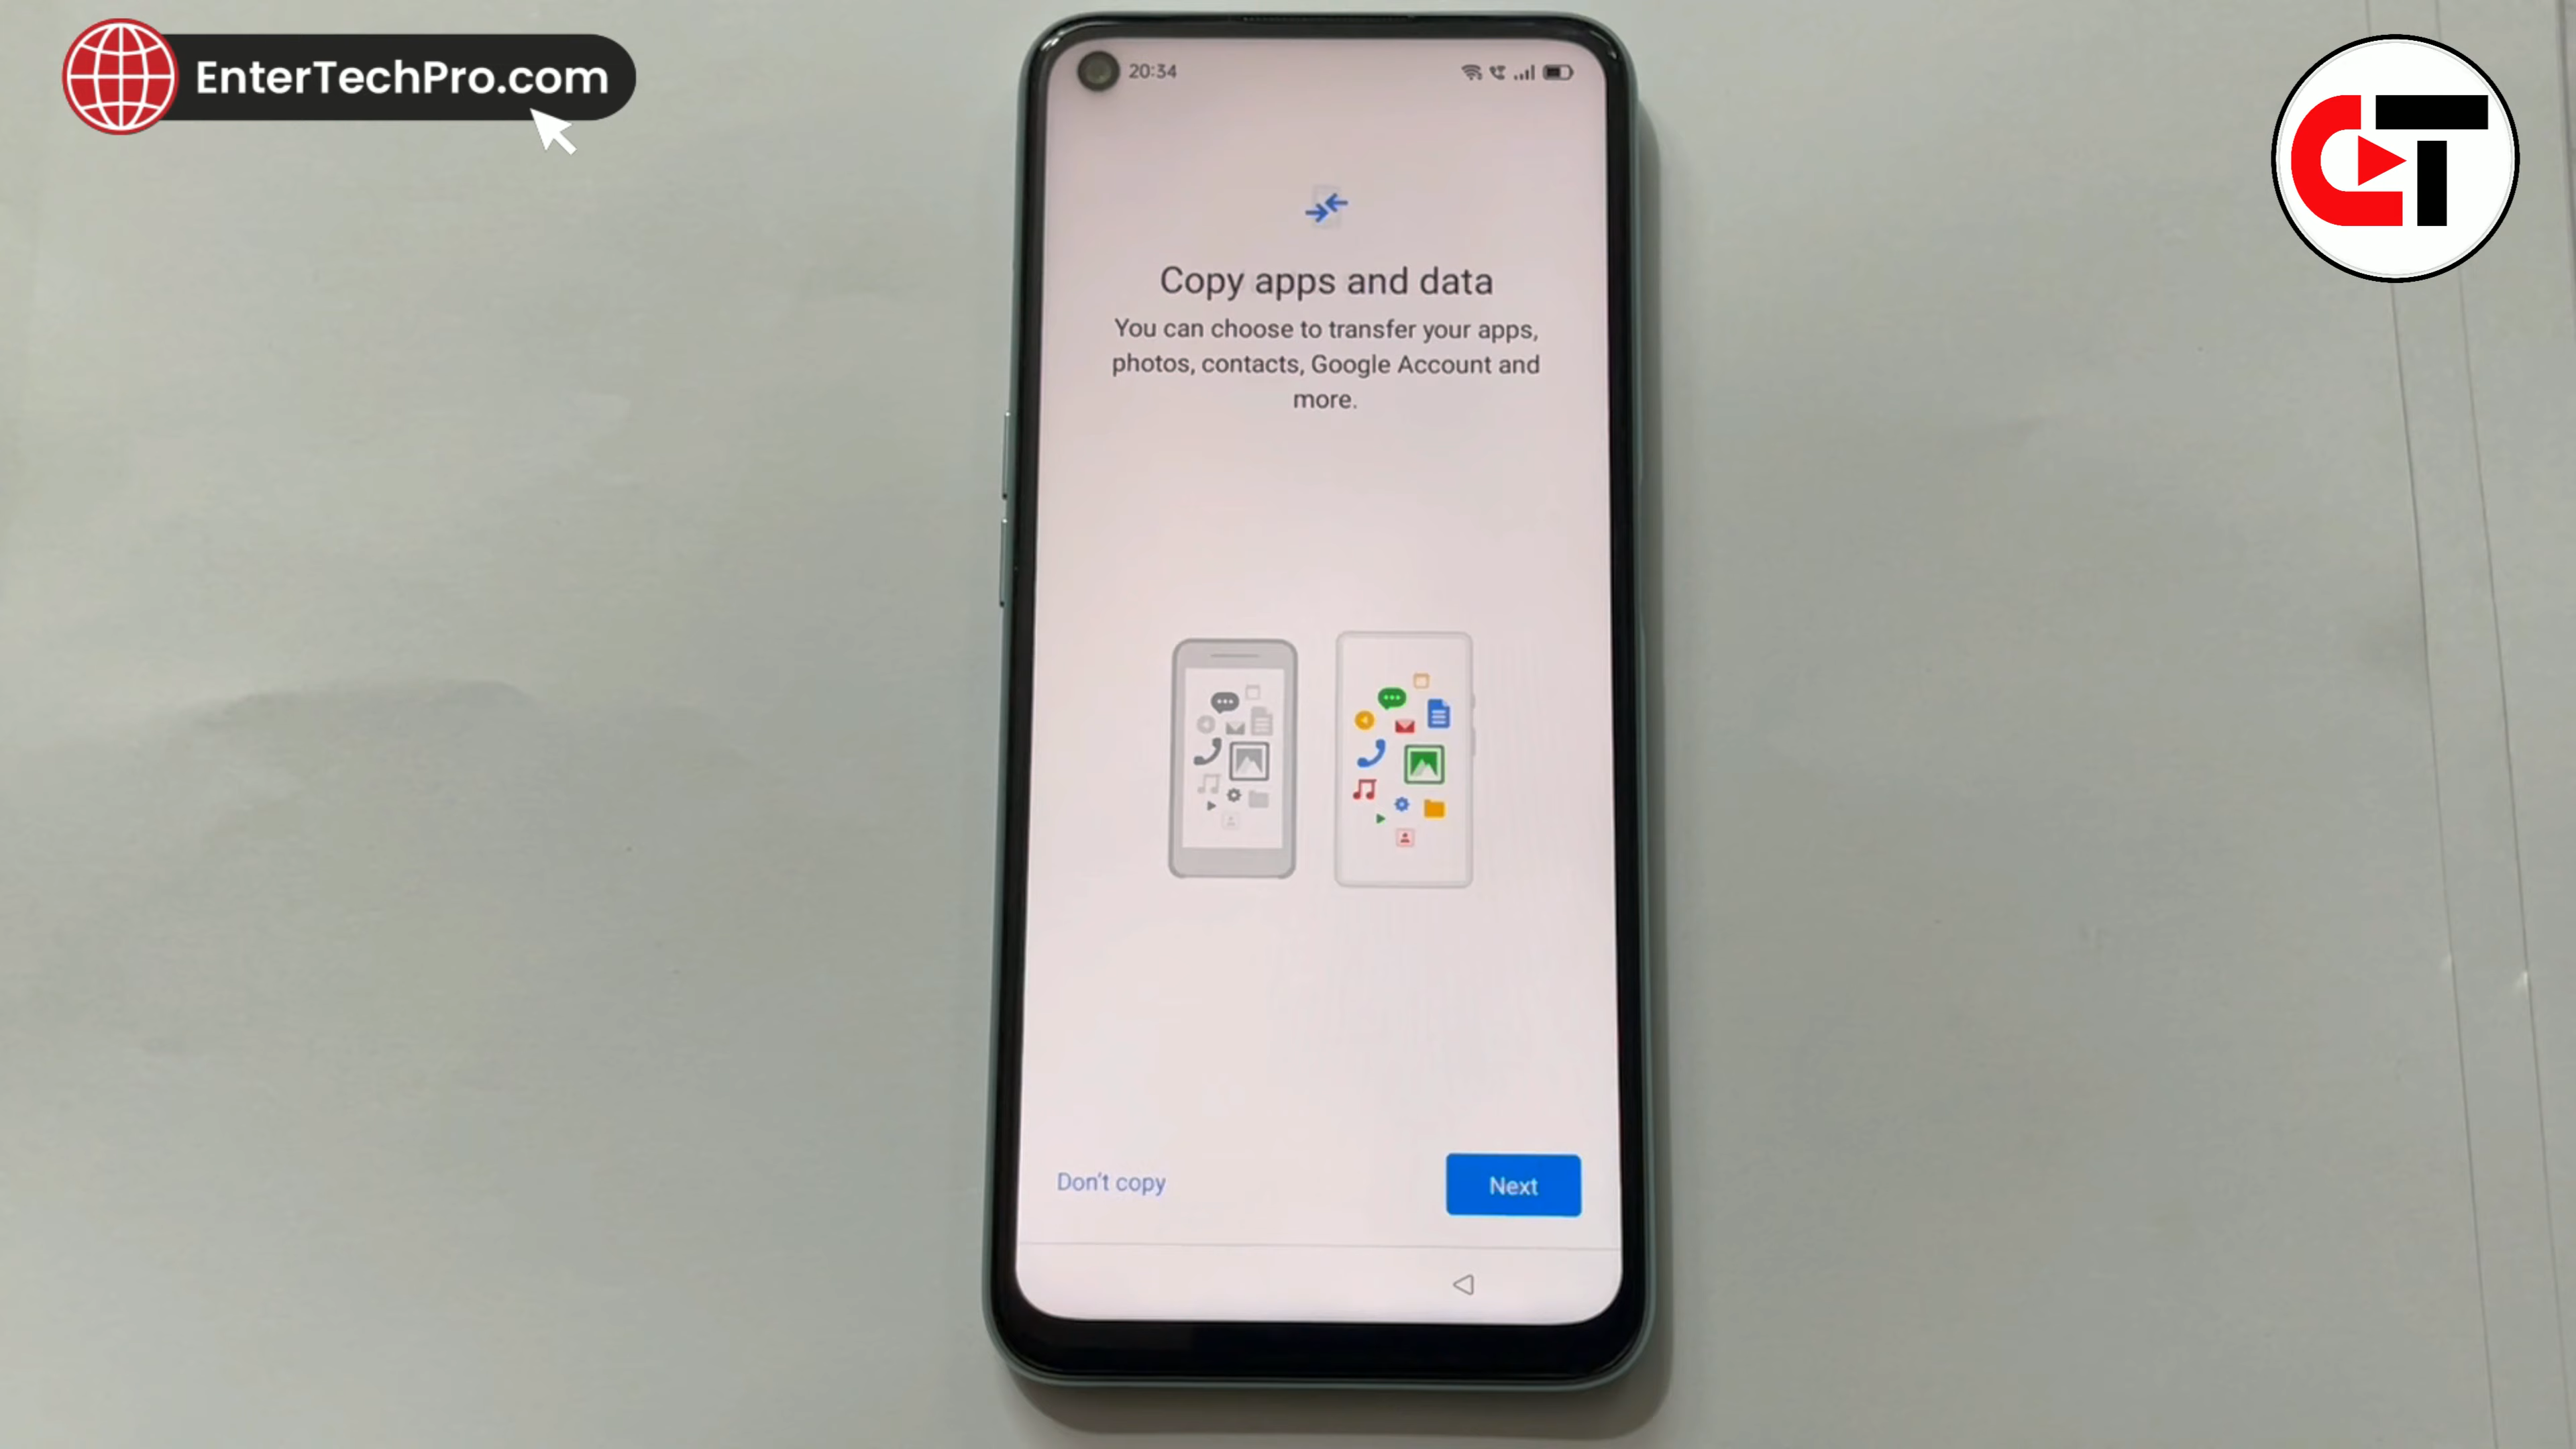 EnterTechPro.com
CT
20:34
Copy apps and data
You can choose to transfer your apps,
photos, contacts, Google Account and
more.
Don't copy
Next